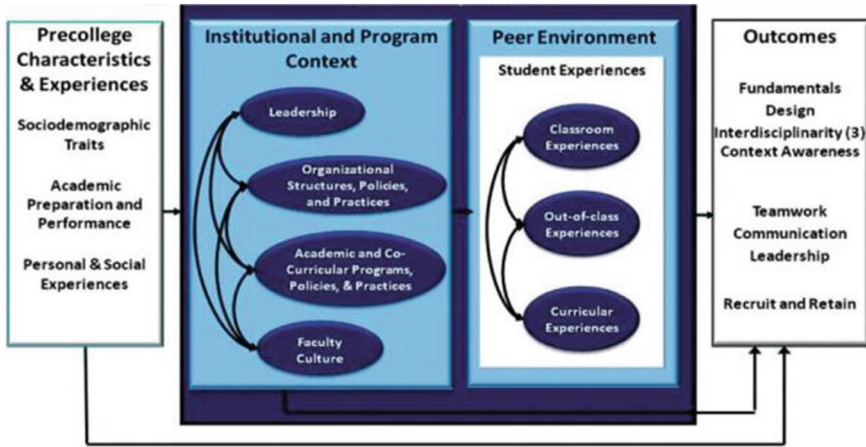 Precollege
Characteristics
& Experiences
Sociodemographic
Traits
Academic
Preparation and
Performance
Personal & Social
Experiences
Institutional and Program
Context
Leadership
Organizational
Structures, Policies,
and Practices
Academic and Co-
Curricular Programs,
Policies, & Practices
Faculty
Culture
Peer Environment
Student Experiences
Classroom
Experiences
Out-of-class
Experiences
Curricular
Experiences
Outcomes
Fundamentals
Design
Interdisciplinarity (3)
Context Awareness
Teamwork
Communication
Leadership
Recruit and Retain